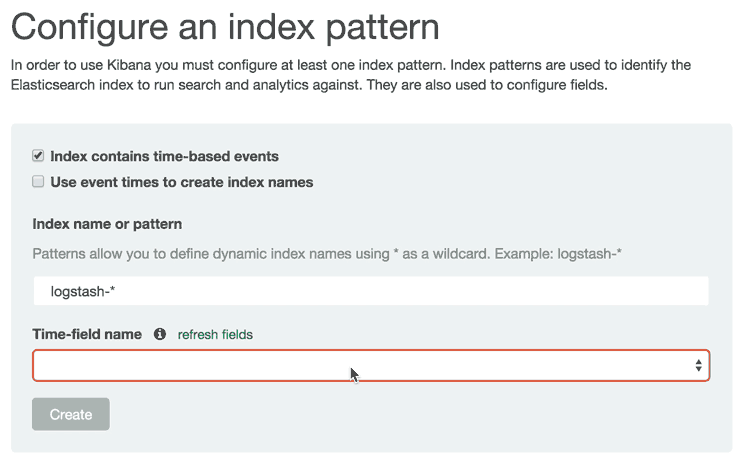 Configure an index pattern
In order to use Kibana you must configure at least one index pattern. Index patterns are used to identify the
Elasticsearch index to run search and analytics against. They are also used to configure fields.
Index contains time-based events
Use event times to create index names
Index name or pattern
Patterns allow you to define dynamic index names using * as a wildcard. Example: logstash-*
logstash-*
Time-field name refresh fields
Create